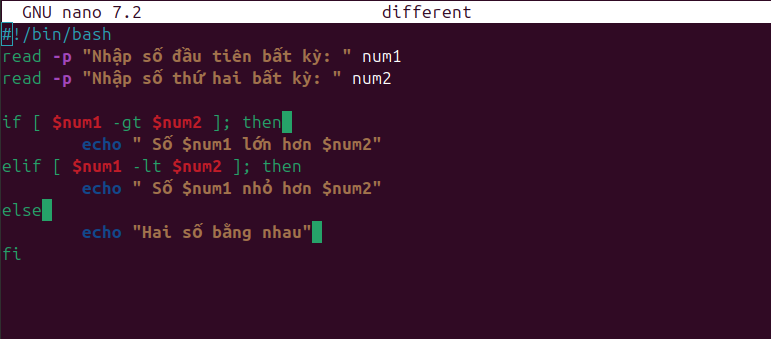 GNU nano 7.2 different
#!/bin/bash
read -p "Nhập số đầu tiên bất kỳ: " num1
read -p "Nhập số thứ hai bất kỳ: " num2
if [ $num1 -gt $num2 ]; then
echo " Số $num1 lớn hơn $num2"
elif [ $num1 -lt $num2 ]; then
echo " Số $num1 nhỏ hơn $num2"
else
echo "Hai số bằng nhau"
fi